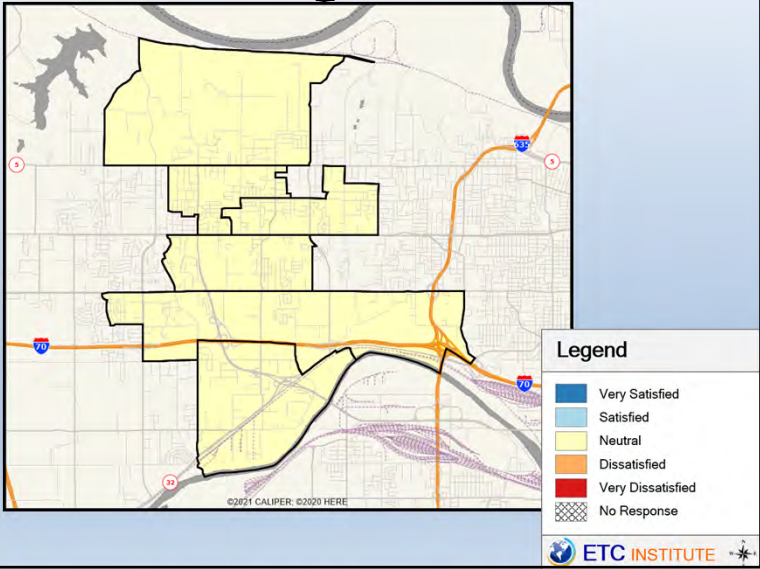 635
5
5
70
70
32
©2021 CALIPER; ©2020 HERE
Legend
Very Satisfied
Satisfied
Neutral
Dissatisfied
Very Dissatisfied
No Response
ETC INSTITUTE